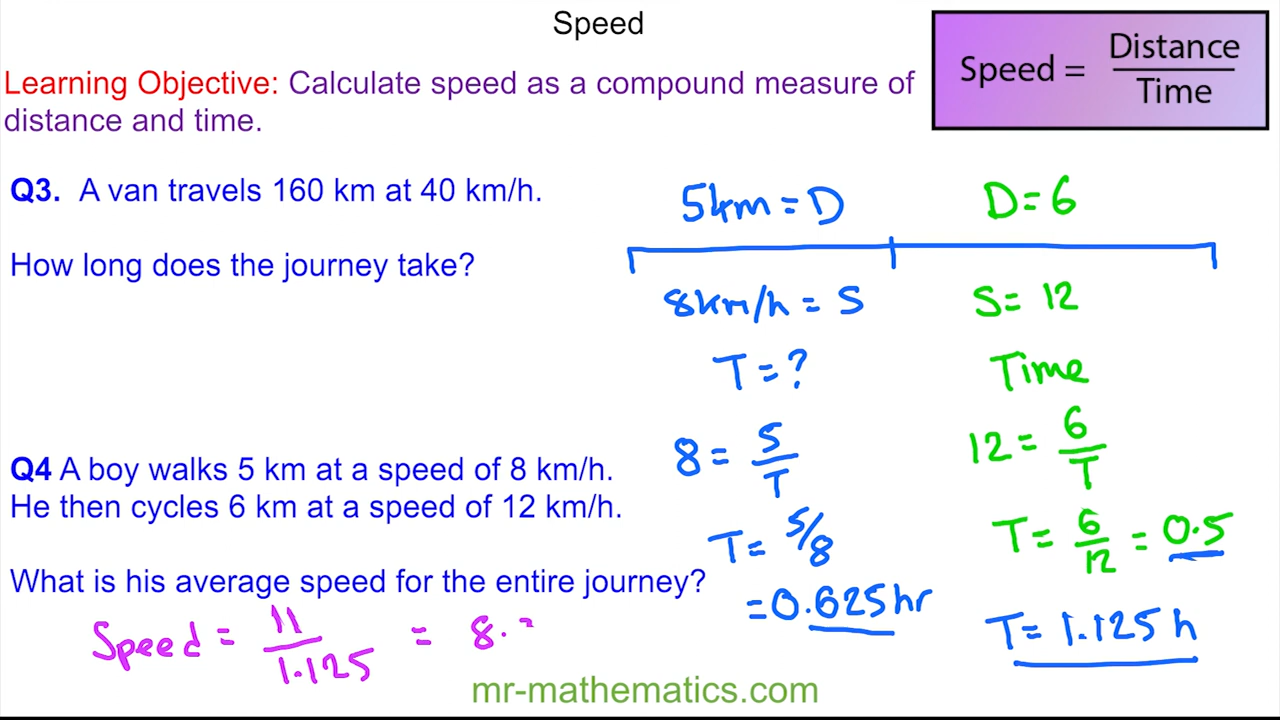 Speed
Learning Objective: Calculate speed as a compound measure of
distance and time.
Speed = Distance
Time
Q3. A van travels 160 km at 40 km/h.
How long does the journey take?
Q4 A boy walks 5 km at a speed of 8 km/h.
He then cycles 6 km at a speed of 12 km/h.
What is his average speed for the entire journey?
Speed = 11/1.125 = 8.
5km = D
8km/h = S
T = ?
8 = 5/T
T = 5/8
= 0.625 hr
D = 6
S = 12
Time
12 = 6/T
T = 6/12 = 0.5
T = 1.125 h
mr-mathematics.com